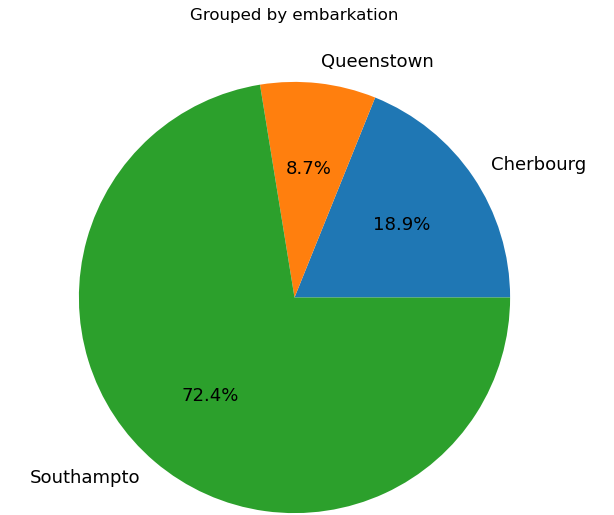 Grouped by embarkation
Queenstown
Cherbourg
8.7%
18.9%
72.4%
Southampto